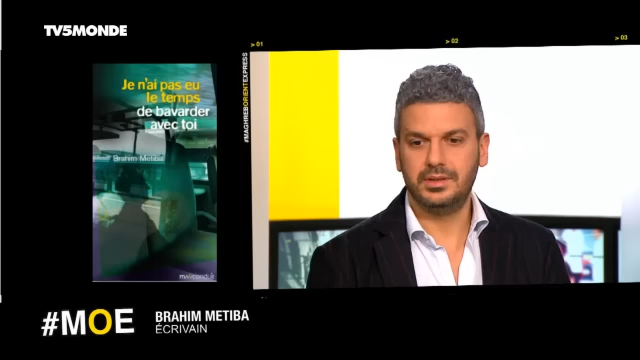 TV5MONDE
01
02
03
#MAGHREBORIENTEXPRESS
Je n'ai pas eu
le temps
de bavarder
avec toi
Brahim Metiba
#MOE
BRAHIM METIBA
ÉCRIVAIN